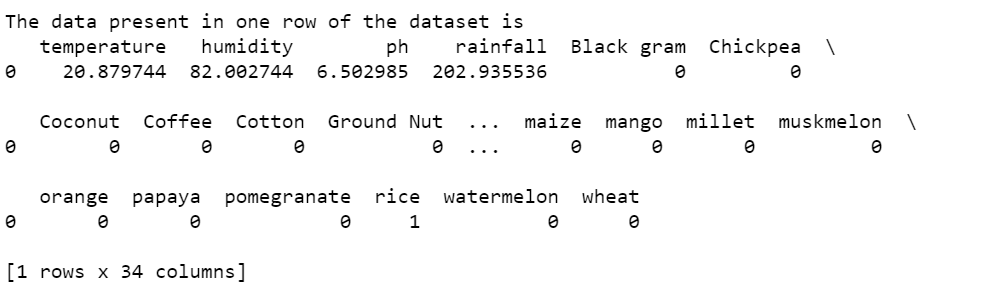 The data present in one row of the dataset is
   temperature   humidity        ph    rainfall  Black gram  Chickpea  \
0    20.879744  82.002744  6.502985  202.935536           0         0

   Coconut  Coffee  Cotton  Ground Nut  ...  maize  mango  millet  muskmelon  \
0        0       0       0           0  ...      0      0       0          0

   orange  papaya  pomegranate  rice  watermelon  wheat
0       0       0            0     1           0      0

[1 rows x 34 columns]